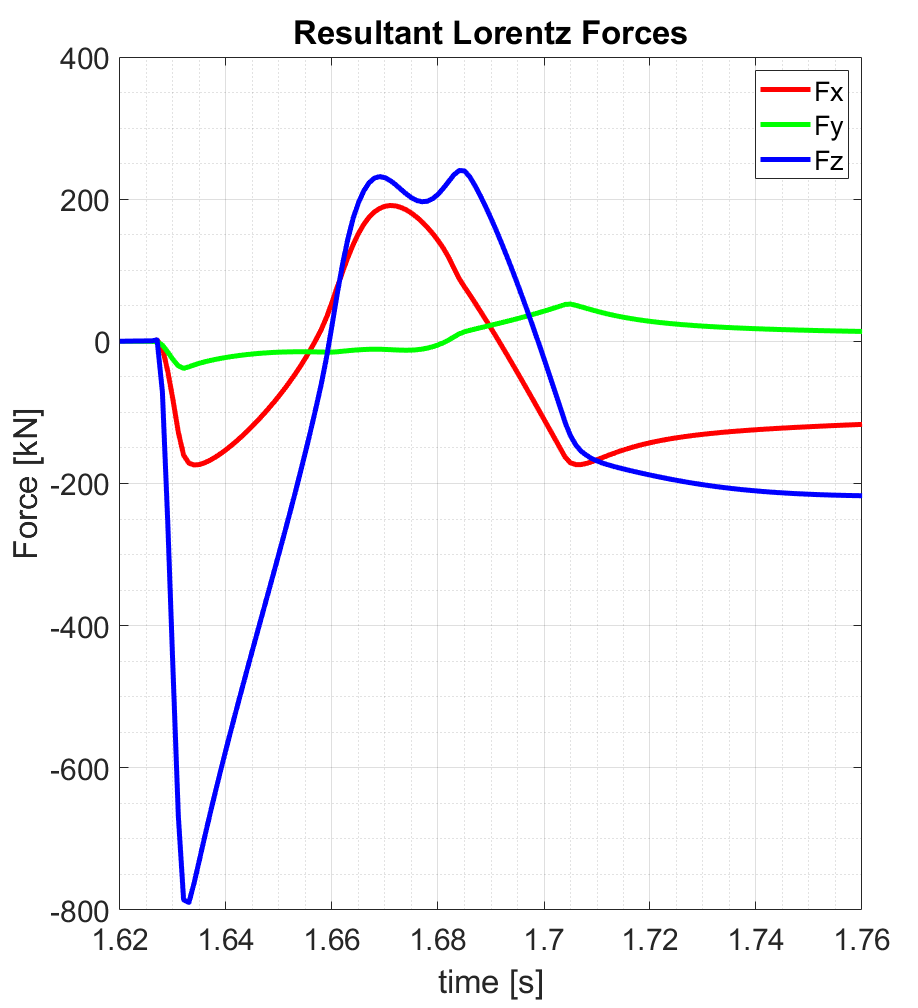 Resultant Lorentz Forces
400
200
0
-200
-400
-600
-800
Force [kN]
Fx
Fy
Fz
1.62 1.64 1.66 1.68 1.7 1.72 1.74 1.76
time [s]